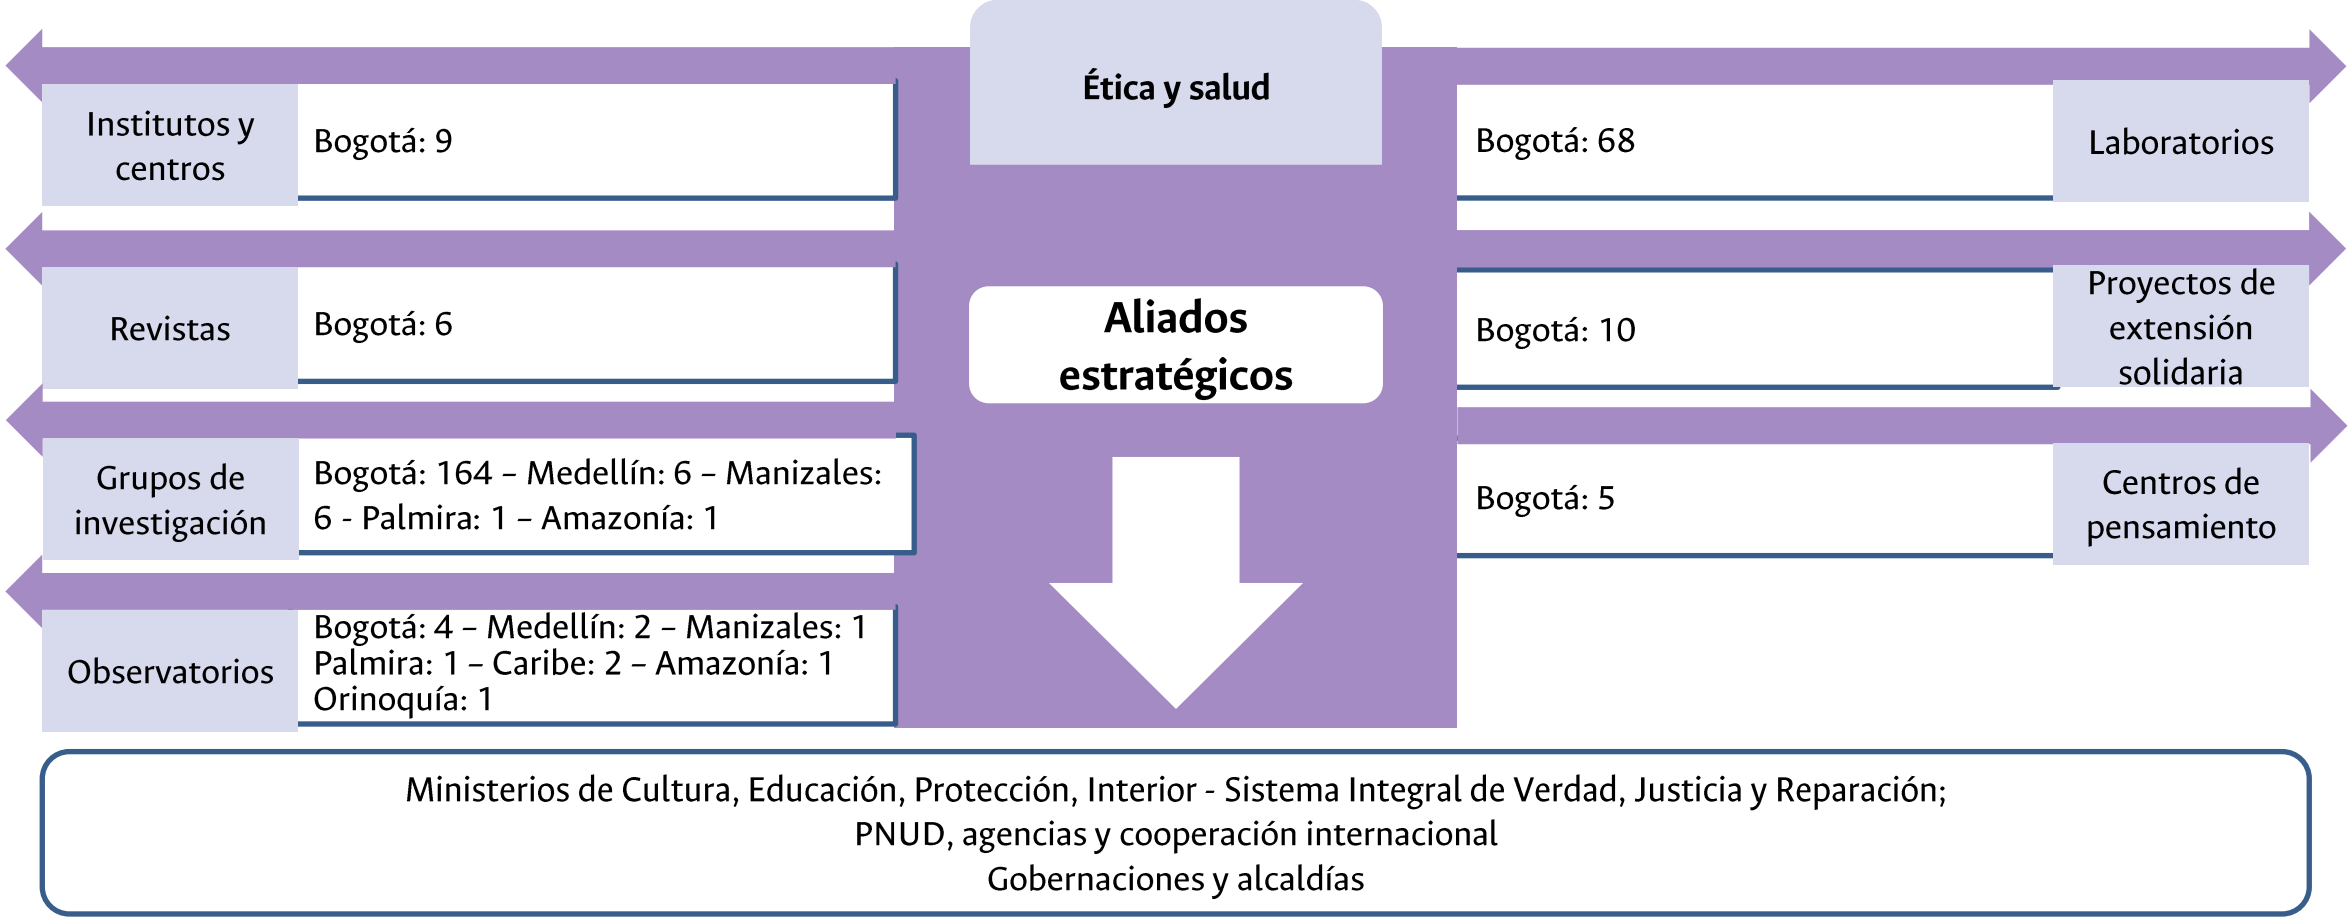 Ética y salud
Institutos y
centros
Bogotá: 9
Revistas
Bogotá: 6
Grupos de
investigación
Bogotá: 164 – Medellín: 6 – Manizales:
6 - Palmira: 1 – Amazonía: 1
Observatorios
Bogotá: 4 – Medellín: 2 – Manizales: 1
Palmira: 1 – Caribe: 2 – Amazonía: 1
Orinoquía: 1
Aliados
estratégicos
Bogotá: 68
Laboratorios
Bogotá: 10
Proyectos de
extensión
solidaria
Bogotá: 5
Centros de
pensamiento
Ministerios de Cultura, Educación, Protección, Interior - Sistema Integral de Verdad, Justicia y Reparación;
PNUD, agencias y cooperación internacional
Gobernaciones y alcaldías